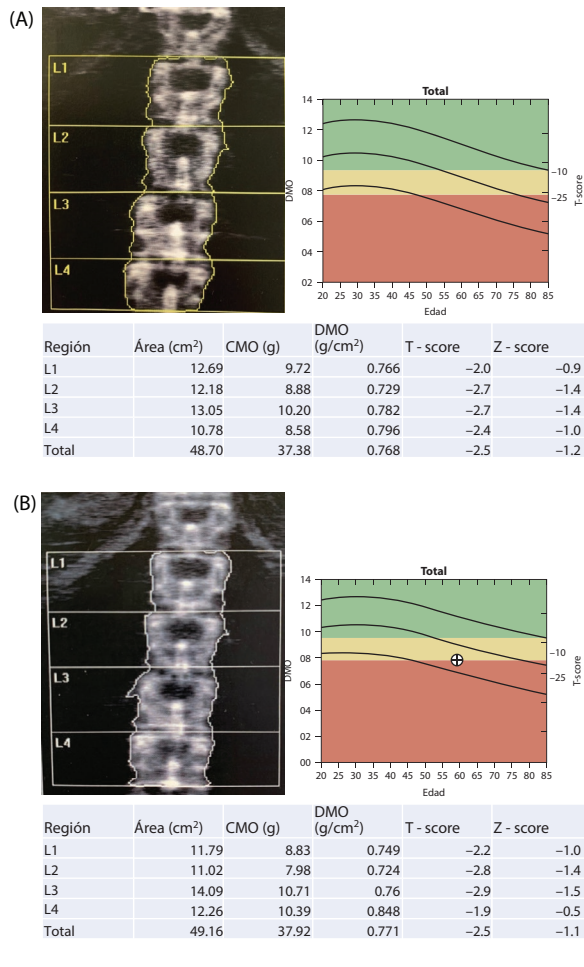 (A)
L1
L2
L3
L4
Total
14
12
10
08
06
04
02
DMO
20 25 30 35 40 45 50 55 60 65 70 75 80 85
Edad
−10
−25
T-score
Región Área (cm²) CMO (g) DMO (g/cm²) T - score Z - score
L1 12.69 9.72 0.766 −2.0 −0.9
L2 12.18 8.88 0.729 −2.7 −1.4
L3 13.05 10.20 0.782 −2.7 −1.4
L4 10.78 8.58 0.796 −2.4 −1.0
Total 48.70 37.38 0.768 −2.5 −1.2
(B)
L1
L2
L3
L4
Total
14
12
10
08
06
04
02
00
DMO
20 25 30 35 40 45 50 55 60 65 70 75 80 85
Edad
−10
−25
T-score
Región Área (cm²) CMO (g) DMO (g/cm²) T - score Z - score
L1 11.79 8.83 0.749 −2.2 −1.0
L2 11.02 7.98 0.724 −2.8 −1.4
L3 14.09 10.71 0.76 −2.9 −1.5
L4 12.26 10.39 0.848 −1.9 −0.5
Total 49.16 37.92 0.771 −2.5 −1.1